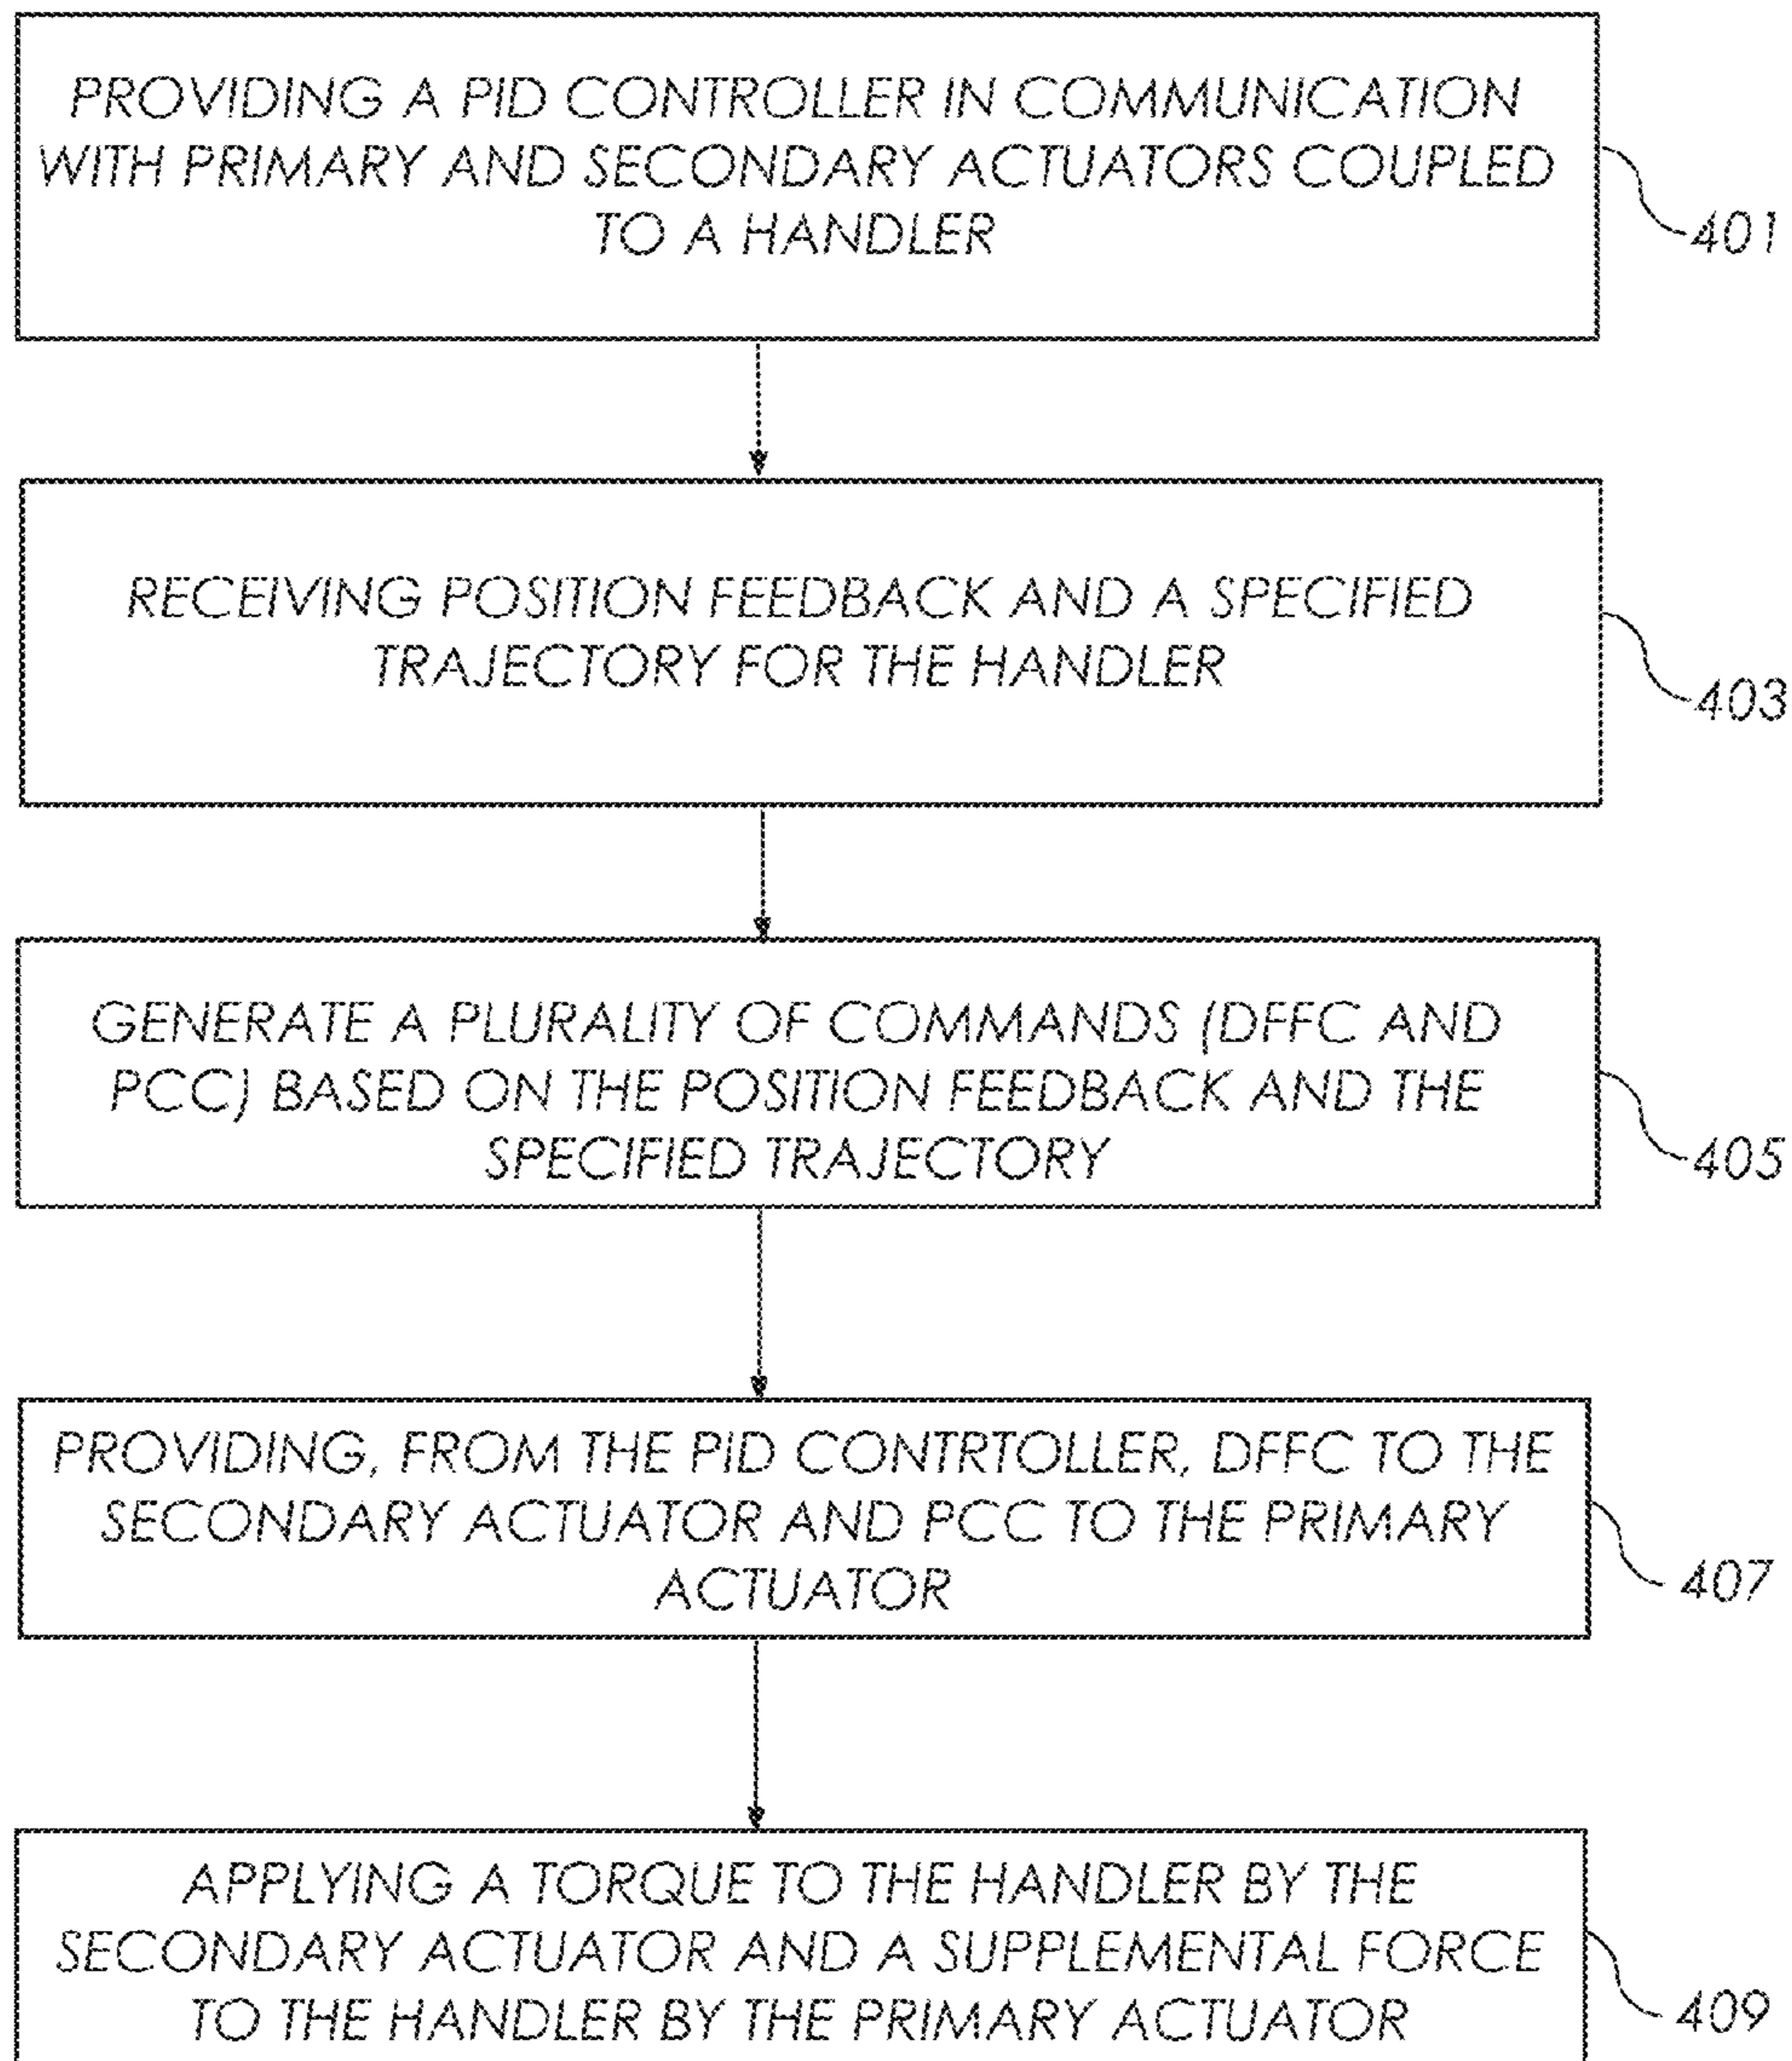 PROVIDING A PID CONTROLLER IN COMMUNICATION
WITH PRIMARY AND SECONDARY ACTUATORS COUPLED
TO A HANDLER
401
RECEIVING POSITION FEEDBACK AND A SPECIFIED
TRAJECTORY FOR THE HANDLER
403
GENERATE A PLURALITY OF COMMANDS (DFFC AND
PCC) BASED ON THE POSITION FEEDBACK AND THE
SPECIFIED TRAJECTORY
405
PROVIDING, FROM THE PID CONTRTOLLER, DFFC TO THE
SECONDARY ACTUATOR AND PCC TO THE PRIMARY
ACTUATOR
407
APPLYING A TORQUE TO THE HANDLER BY THE
SECONDARY ACTUATOR AND A SUPPLEMENTAL FORCE
TO THE HANDLER BY THE PRIMARY ACTUATOR
409